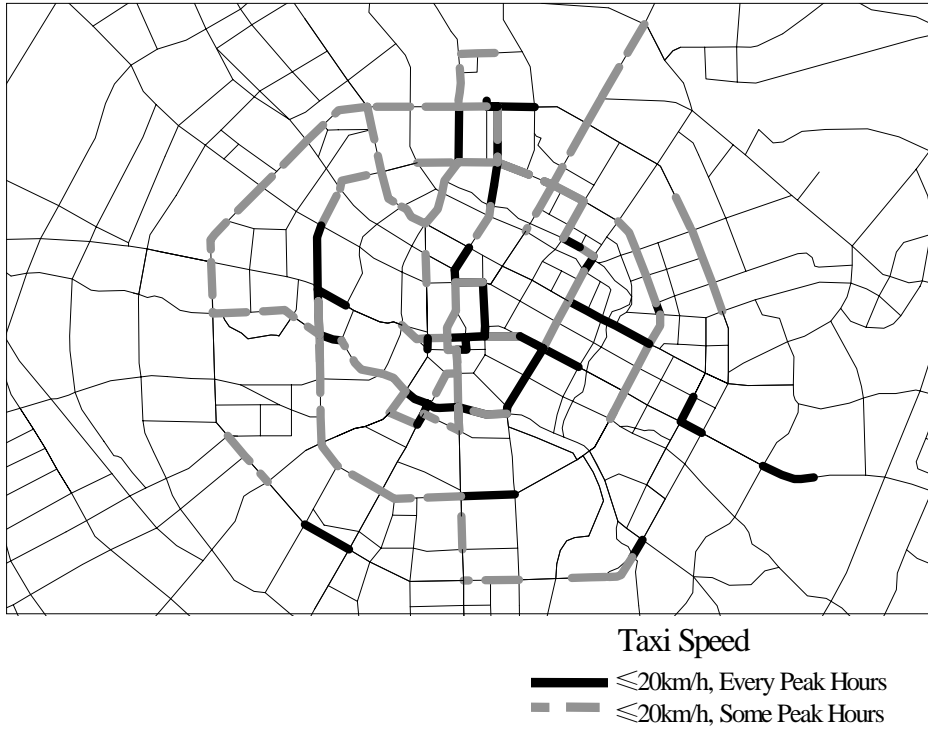 Taxi Speed
⩽20km/h, Every Peak Hours
⩽20km/h, Some Peak Hours